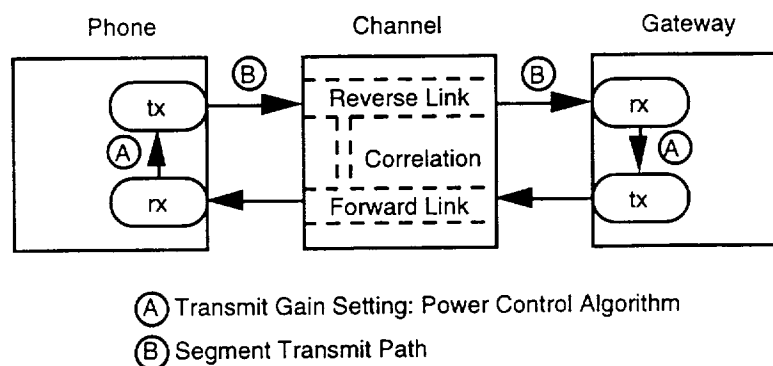 Phone Channel Gateway
B B
tx Reverse Link rx
A Correlation A
rx Forward Link tx
A Transmit Gain Setting: Power Control Algorithm
B Segment Transmit Path